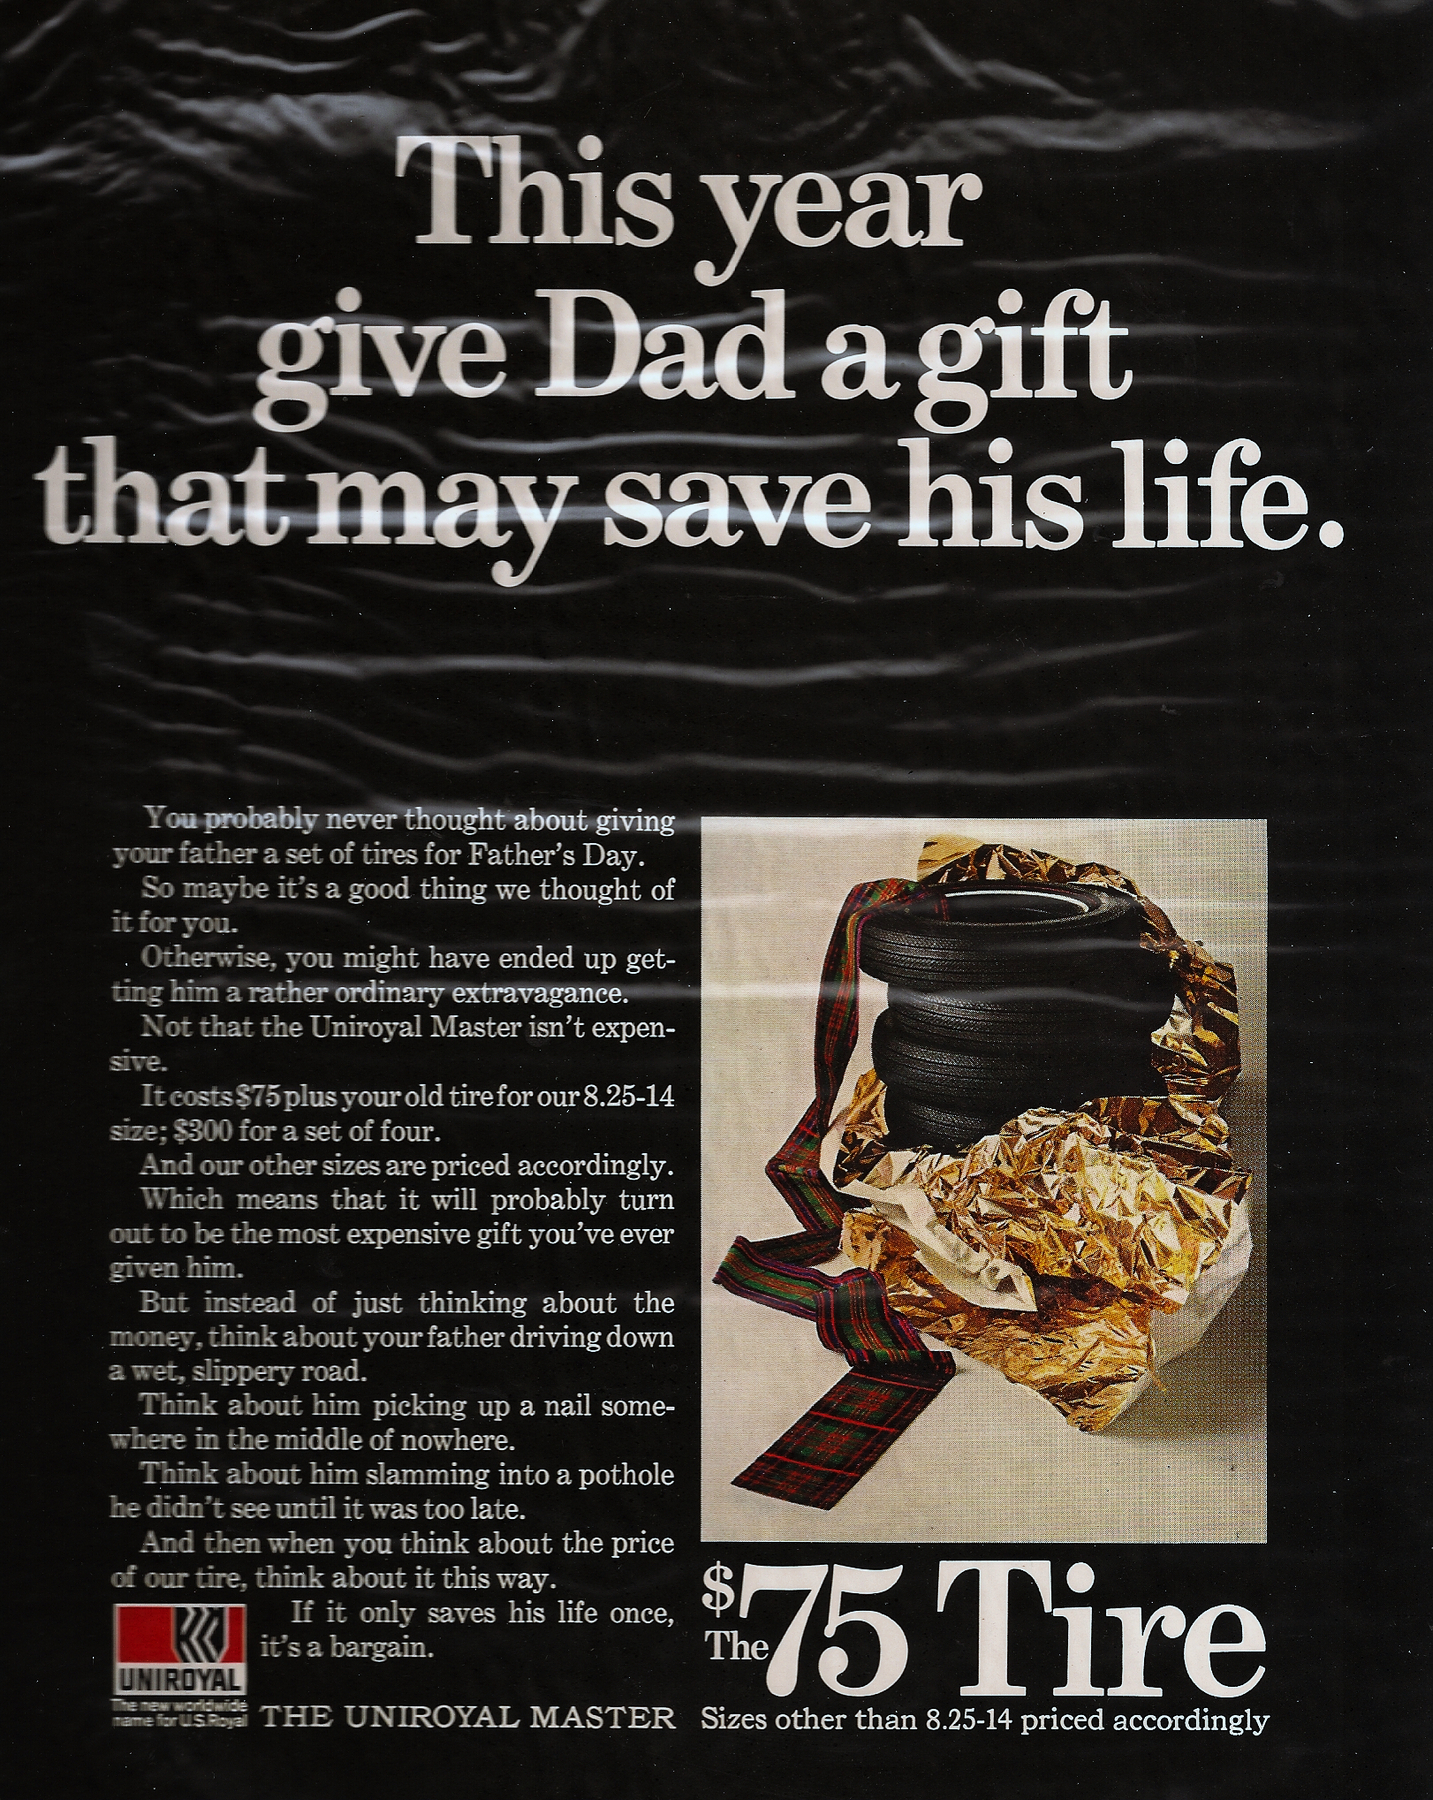 This year
give Dad a gift
that may save his life.
You probably never thought about giving
your father a set of tires for Father's Day.
So maybe it's a good thing we thought of
it for you.
Otherwise, you might have ended up get-
ting him a rather ordinary extravagance.
Not that the Uniroyal Master isn't expen-
sive.
It costs $75 plus your old tire for our 8.25-14
size; $300 for a set of four.
And our other sizes are priced accordingly.
Which means that it will probably turn
out to be the most expensive gift you've ever
given him.
But instead of just thinking about the
money, think about your father driving down
a wet, slippery road.
Think about him picking up a nail some-
where in the middle of nowhere.
Think about him slamming into a pothole
he didn't see until it was too late.
And then when you think about the price
of our tire, think about it this way.
If it only saves his life once,
it's a bargain.
UNIROYAL
The new worldwide
name for U.S. Royal
THE UNIROYAL MASTER
The $75 Tire
Sizes other than 8.25-14 priced accordingly